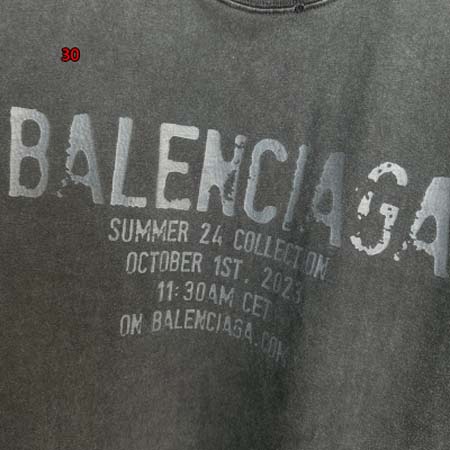 30
BALENCIAGA
SUMMER 24 COLLECTION
OCTOBER 1ST, 2023
11:30AM CET
ON BALENCIAGA.COM